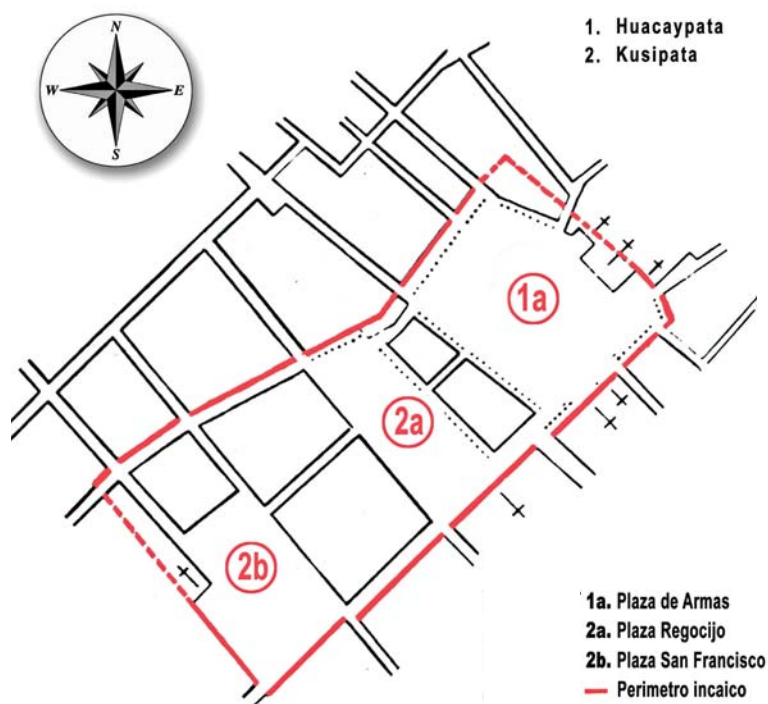 1. Huacaypata
2. Kusipata
N
W E
S
1a
2a
2b
1a. Plaza de Armas
2a. Plaza Regocijo
2b. Plaza San Francisco
Perimetro incaico